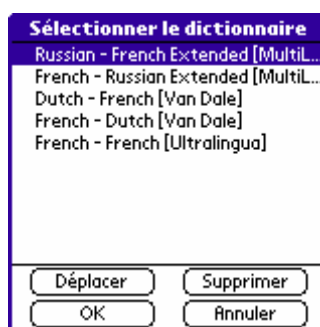 Sélectionner le dictionnaire
Russian - French Extended [MultiL...
French - Russian Extended [MultiL...
Dutch - French [Van Dale]
French - Dutch [Van Dale]
French - French [Ultralingua]
Déplacer Supprimer
OK Annuler